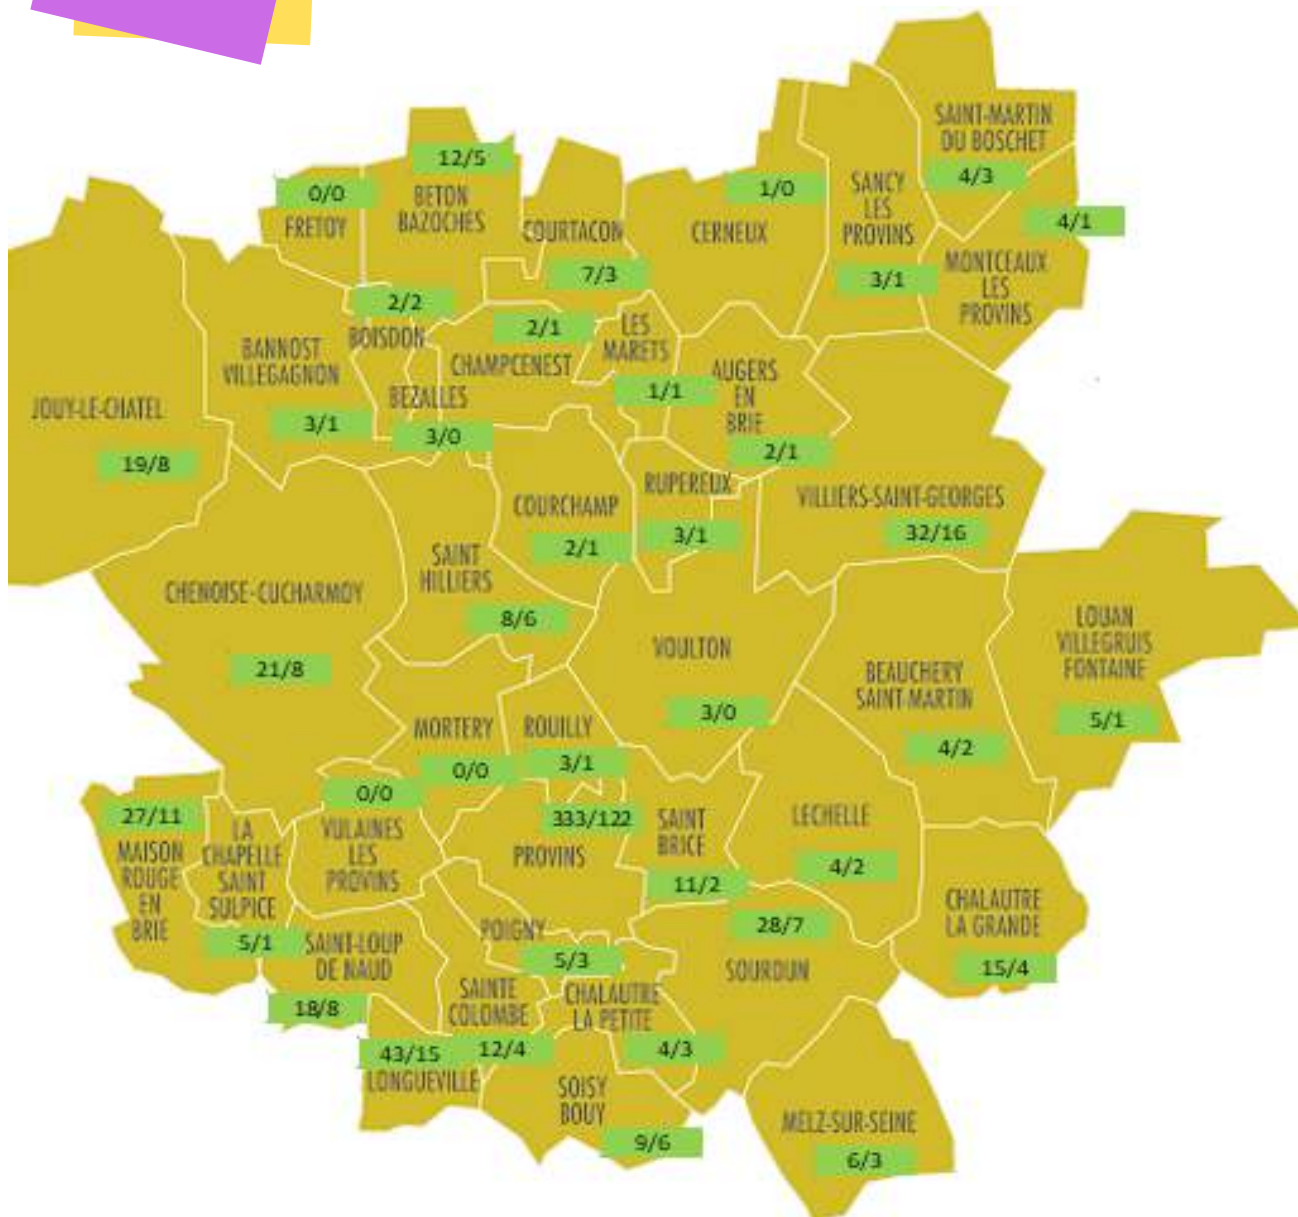 SAINT-MARTIN
DU BOSCHET
4/3
12/5
BETON
BAZOCHES
0/0
FRETOY
COURTACON
7/3
1/0
CERNEUX
SANCY
LES
PROVINS
3/1
4/1
MONTCEAUX
LES
PROVINS
2/2
BOISDON
2/1
CHAMPCENEST
LES
MARETS
1/1
AUGERS
EN
BRIE
2/1
BANNOST
VILLEGAGNON
3/1
BEZALLES
3/0
JOUY-LE-CHATEL
19/8
COURCHAMP
2/1
RUPEREUX
3/1
VILLIERS-SAINT-GEORGES
32/16
SAINT
HILLIERS
8/6
CHENOISE-CUCHARMOY
21/8
VOULTON
3/0
BEAUCHERY
SAINT-MARTIN
4/2
LOUAN
VILLEGRUIS
FONTAINE
5/1
MORTERY
0/0
ROUILLY
3/1
0/0
VULAINES
LES
PROVINS
333/122
PROVINS
SAINT
BRICE
11/2
LECHELLE
4/2
27/11
MAISON
ROUGE
EN
BRIE
LA
CHAPELLE
SAINT
SULPICE
5/1
SAINT-LOUP
DE NAUD
18/8
POIGNY
5/3
28/7
SOURDUN
CHALAUTRE
LA GRANDE
15/4
SAINTE
COLOMBE
12/4
CHALAUTRE
LA PETITE
4/3
43/15
LONGUEVILLE
SOISY
BOUY
9/6
MELZ-SUR-SEINE
6/3